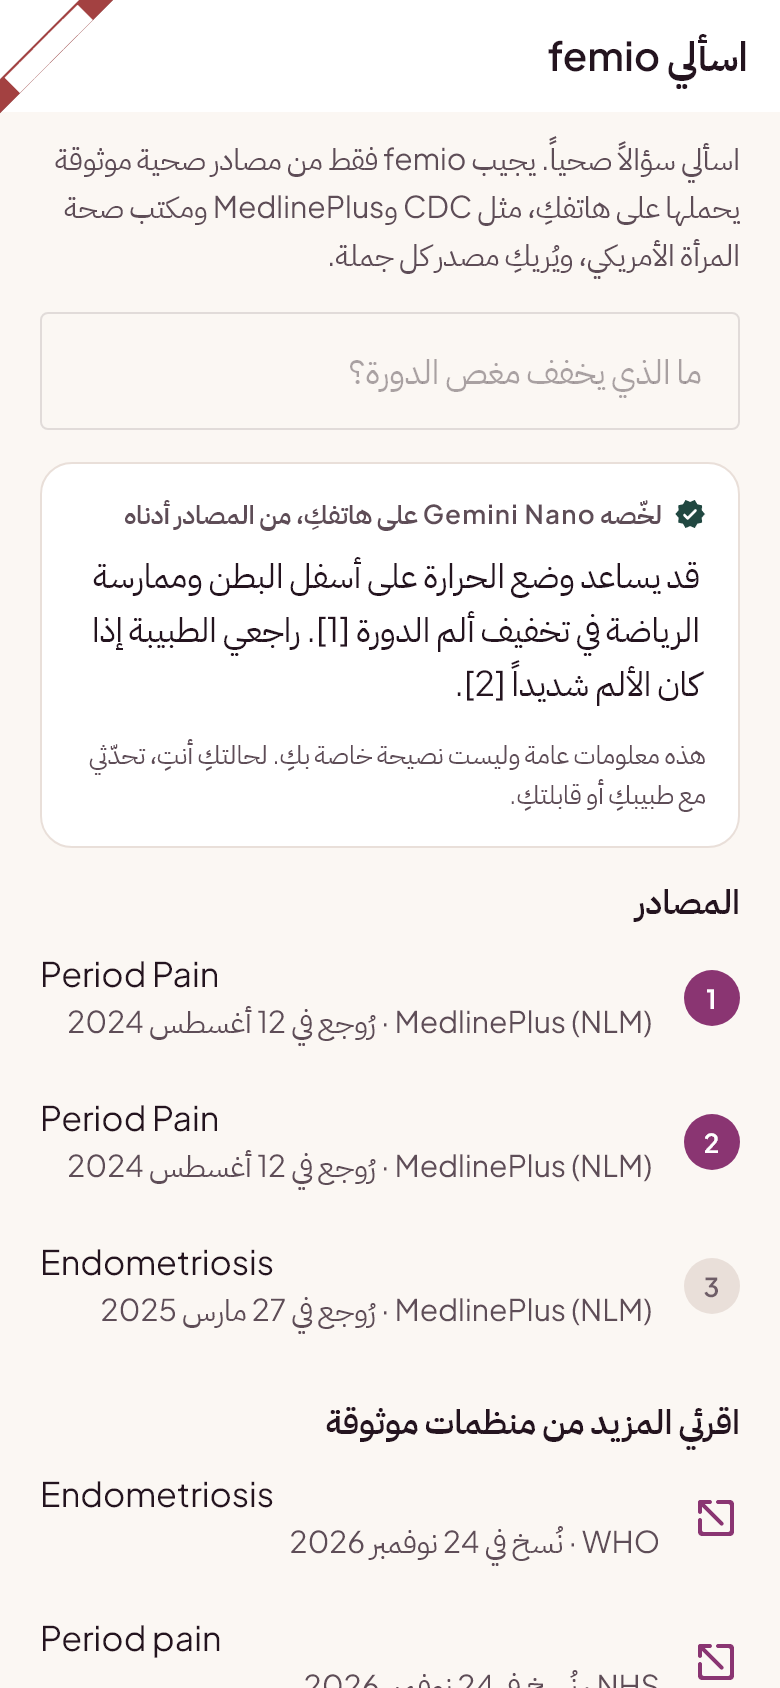 اسألي femio
اسألي سؤالاً صحياً. يجيب femio فقط من مصادر صحية موثوقة
يحملها على هاتفكِ، مثل CDC وMedlinePlus ومكتب صحة
المرأة الأمريكي، ويُريكِ مصدر كل جملة.
ما الذي يخفف مغص الدورة؟
لخّصه Gemini Nano على هاتفكِ، من المصادر أدناه
قد يساعد وضع الحرارة على أسفل البطن وممارسة
الرياضة في تخفيف ألم الدورة [1]. راجعي الطبيبة إذا
كان الألم شديداً [2].
هذه معلومات عامة وليست نصيحة خاصة بكِ. لحالتكِ أنتِ، تحدّثي
مع طبيبكِ أو قابلتكِ.
المصادر
1
Period Pain
MedlinePlus (NLM) · رُوجع في 12 أغسطس 2024
2
Period Pain
MedlinePlus (NLM) · رُوجع في 12 أغسطس 2024
3
Endometriosis
MedlinePlus (NLM) · رُوجع في 27 مارس 2025
اقرئي المزيد من منظمات موثوقة
Endometriosis
WHO · نُسخ في 24 نوفمبر 2026
Period pain
NHS · نُسخ في 24 نوفمبر 2026